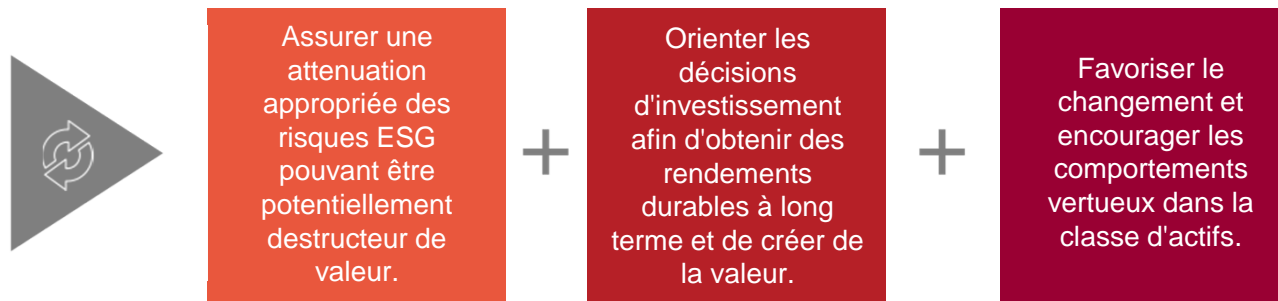 Assurer une
attenuation
appropriée des
risques ESG
pouvant être
potentiellement
destructeur de
valeur.
Orienter les
décisions
d'investissement
afin d'obtenir des
rendements
durables à long
terme et de créer de
la valeur.
Favoriser le
changement et
encourager les
comportements
vertueux dans la
classe d'actifs.